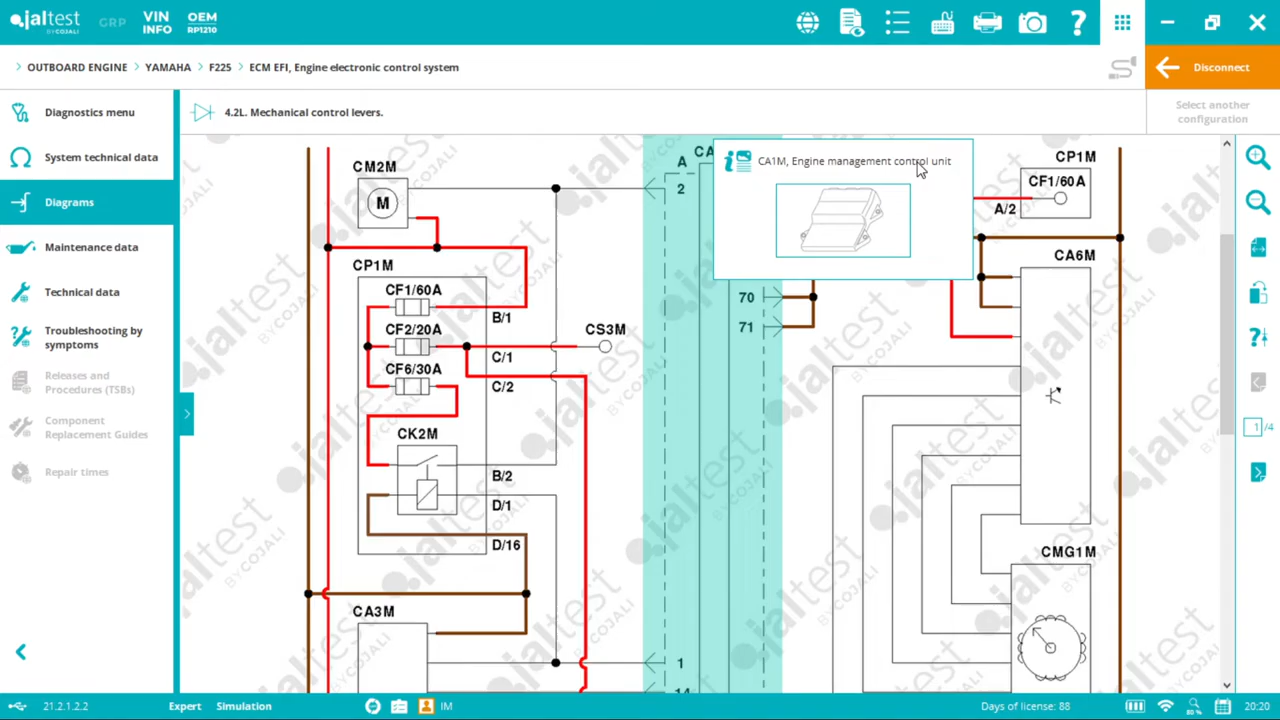 jaltest
BY COJALI
GRP
VIN
INFO
OEM
RP1210
?
OUTBOARD ENGINE
YAMAHA
F225
ECM EFI, Engine electronic control system
Disconnect
Diagnostics menu
4.2L. Mechanical control levers.
Select another
configuration
System technical data
Diagrams
Maintenance data
Technical data
Troubleshooting by
symptoms
Releases and
Procedures (TSBs)
Component
Replacement Guides
Repair times
CM2M
M
A
CA
2
CA1M, Engine management control unit
CP1M
CF1/60A
A/2
CP1M
CF1/60A
B/1
CF2/20A
C/1
CS3M
CF6/30A
C/2
CK2M
B/2
D/1
D/16
CA3M
1
14
70
71
CA6M
CMG1M
1 /4
jaltest
BY COJALI
21.2.1.2.2
Expert
Simulation
IM
Days of license: 88
20:20